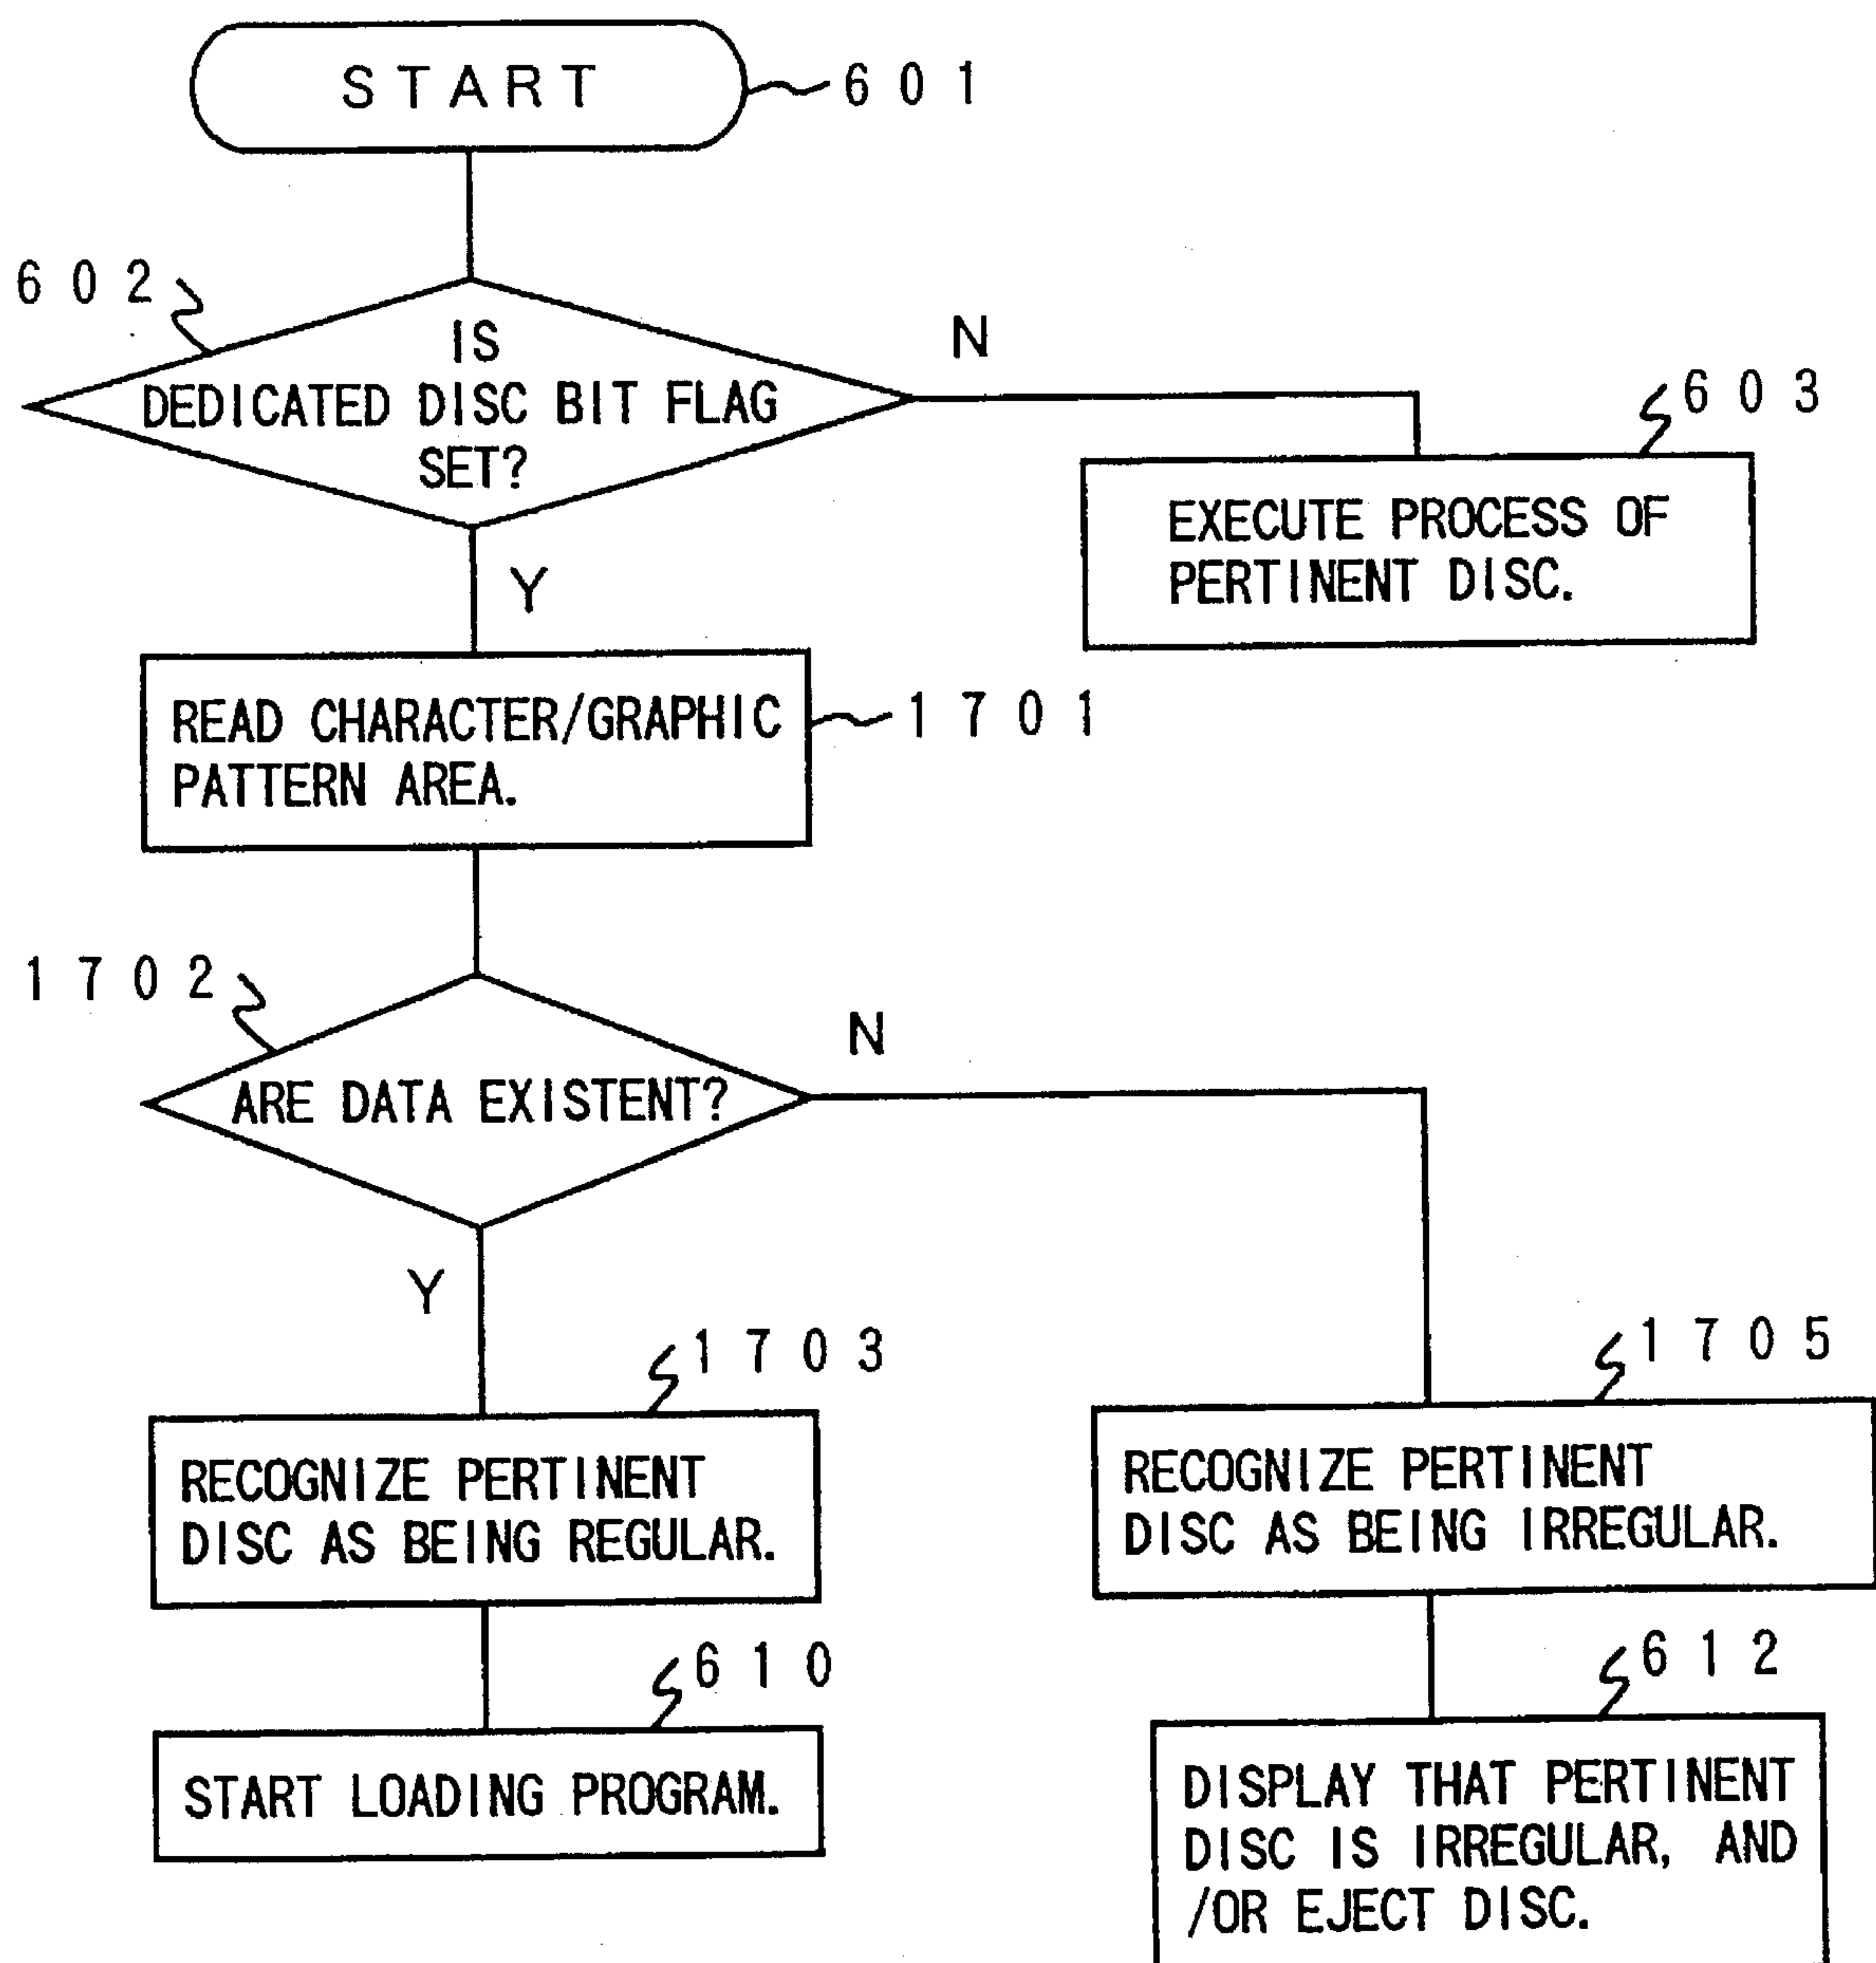 START
601
602
IS
DEDICATED DISC BIT FLAG
SET?
N
603
EXECUTE PROCESS OF
PERTINENT DISC.
Y
READ CHARACTER/GRAPHIC
PATTERN AREA.
1701
1702
ARE DATA EXISTENT?
N
Y
1703
RECOGNIZE PERTINENT
DISC AS BEING REGULAR.
1705
RECOGNIZE PERTINENT
DISC AS BEING IRREGULAR.
610
START LOADING PROGRAM.
612
DISPLAY THAT PERTINENT
DISC IS IRREGULAR, AND
/OR EJECT DISC.